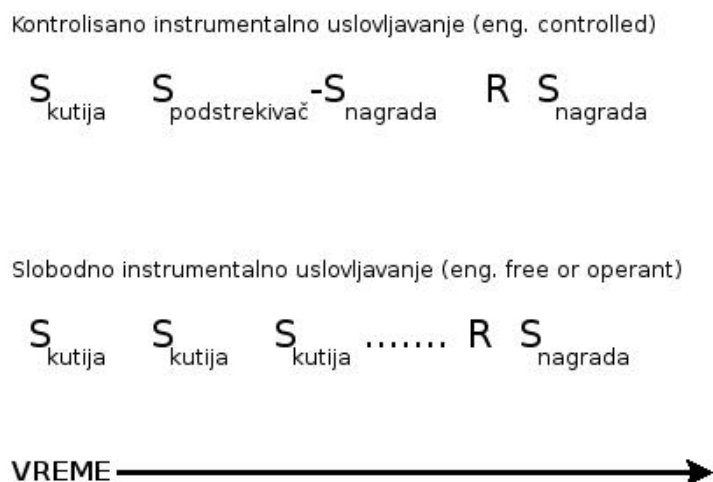 Kontrolisano instrumentalno uslovljavanje (eng. controlled)
S kutija S podstrekivač -S nagrada R S nagrada
Slobodno instrumentalno uslovljavanje (eng. free or operant)
S kutija S kutija S kutija ....... R S nagrada
VREME